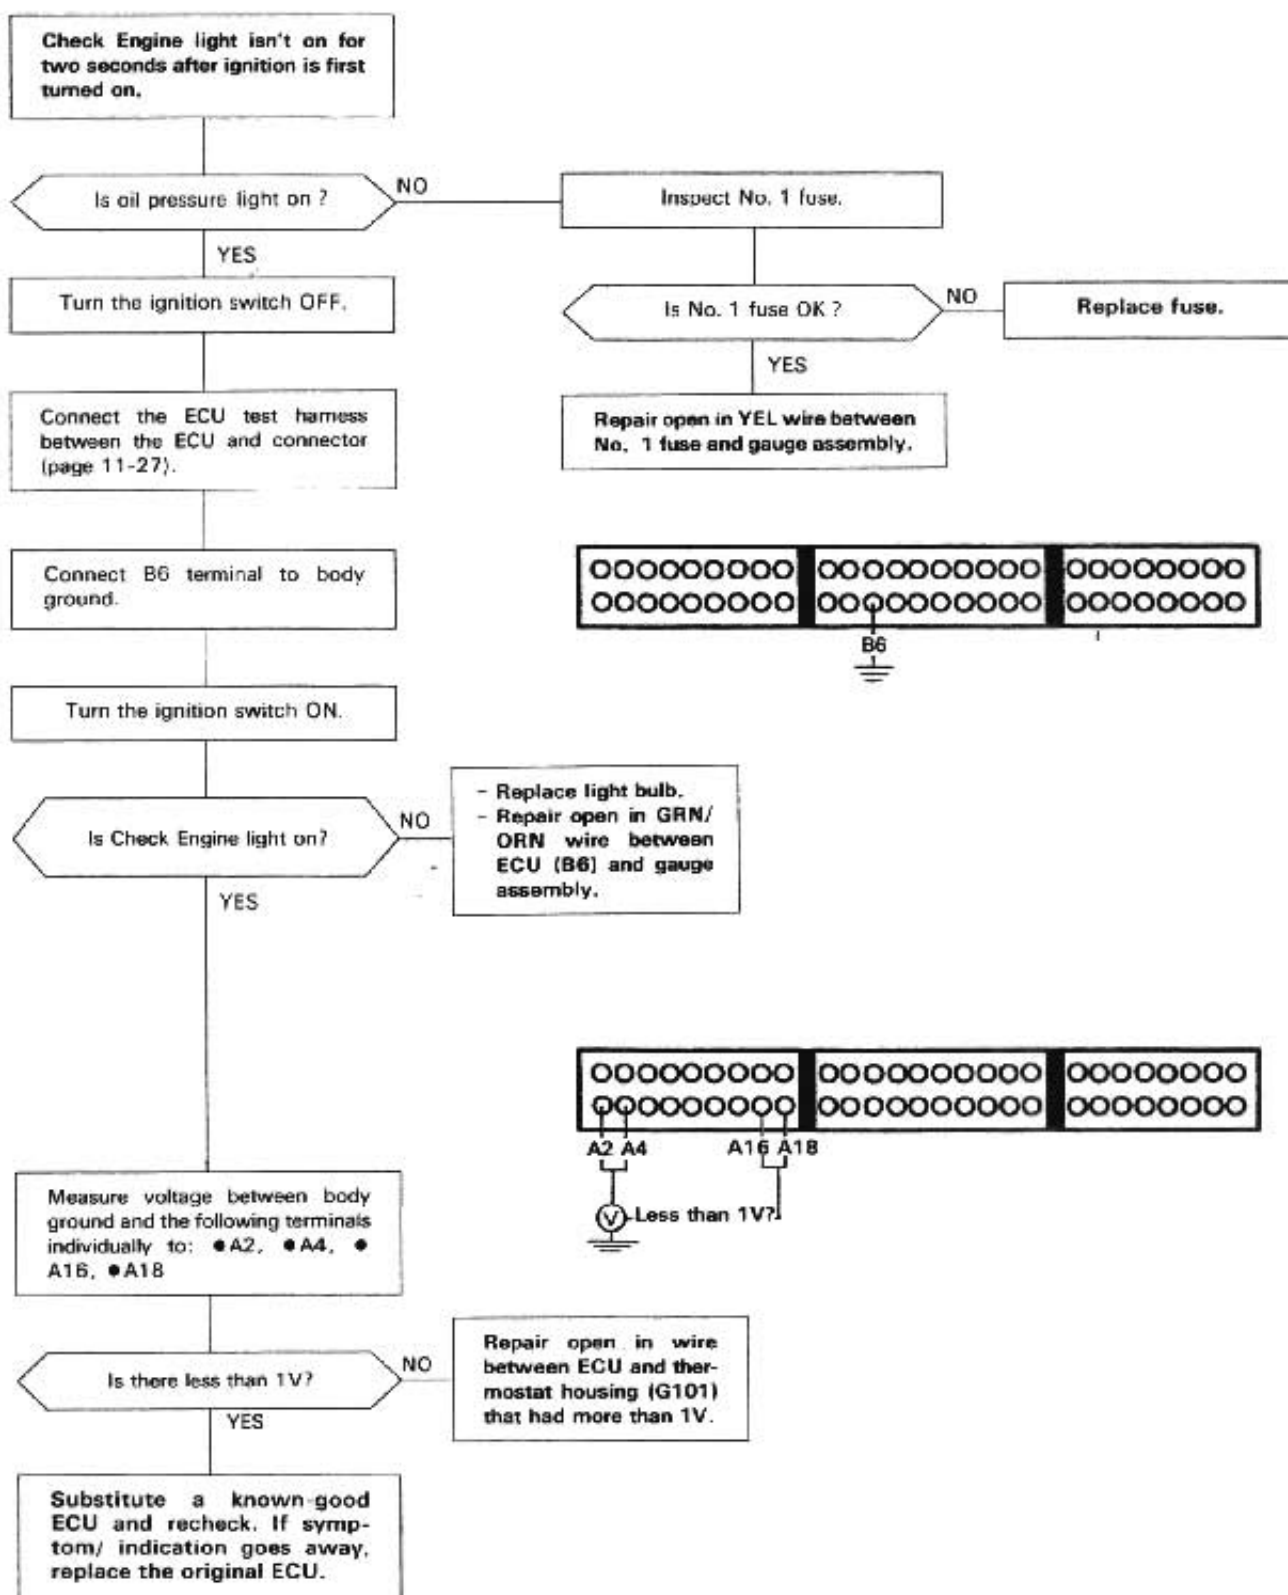 Check Engine light isn't on for
two seconds after ignition is first
turned on.
Is oil pressure light on ?
NO
Inspect No. 1 fuse.
YES
Turn the ignition switch OFF.
Is No. 1 fuse OK ?
NO
Replace fuse.
YES
Connect the ECU test harness
between the ECU and connector
(page 11-27).
Repair open in YEL wire between
No. 1 fuse and gauge assembly.
Connect B6 terminal to body
ground.
B6
Turn the ignition switch ON.
Is Check Engine light on?
NO
- Replace light bulb.
- Repair open in GRN/
ORN wire between
ECU (B6) and gauge
assembly.
YES
A2 A4 A16 A18
V Less than 1V?
Measure voltage between body
ground and the following terminals
individually to: ●A2, ●A4, ●
A16, ●A18
Is there less than 1V?
NO
Repair open in wire
between ECU and ther-
mostat housing (G101)
that had more than 1V.
YES
Substitute a known-good
ECU and recheck. If symp-
tom/ indication goes away,
replace the original ECU.